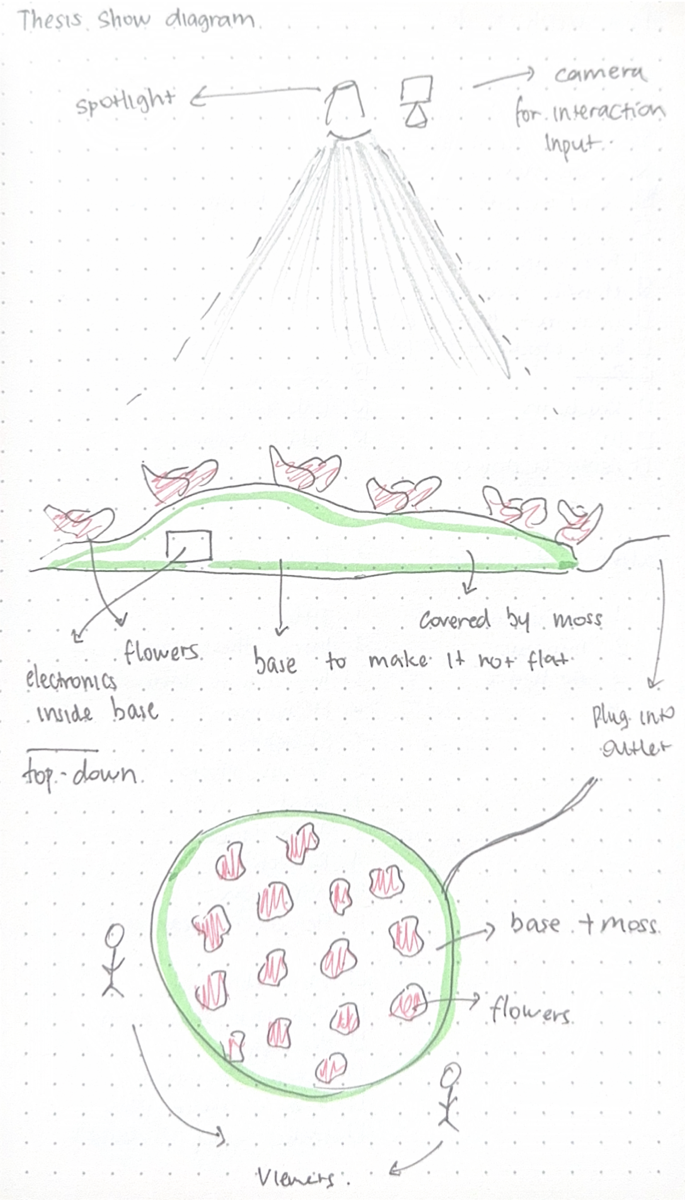 Thesis Show diagram.
spotlight
camera
for interaction
Input.
flowers.
covered by moss
base to make it not flat.
electronics
inside base
Plug into
outlet
top-down.
base + moss.
flowers.
Viewers.